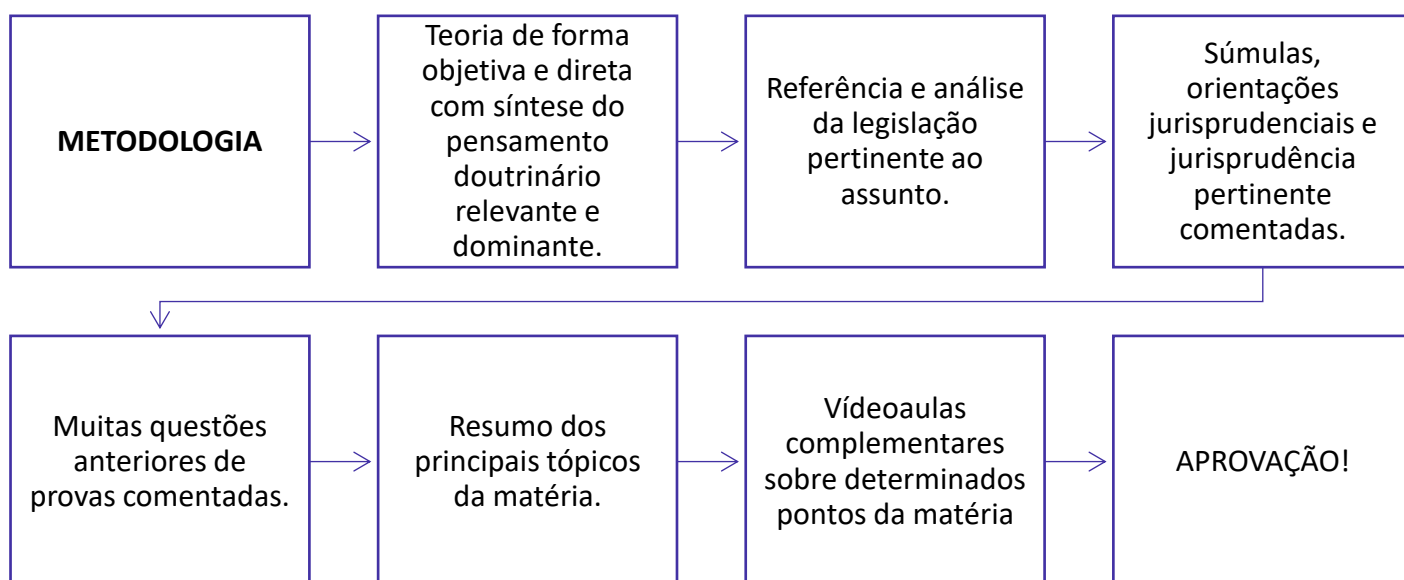 METODOLOGIA
Teoria de forma
objetiva e direta
com síntese do
pensamento
doutrinário
relevante e
dominante.
Referência e análise
da legislação
pertinente ao
assunto.
Súmulas,
orientações
jurisprudenciais e
jurisprudência
pertinente
comentadas.
Muitas questões
anteriores de
provas comentadas.
Resumo dos
principais tópicos
da matéria.
Vídeoaulas
complementares
sobre determinados
pontos da matéria
APROVAÇÃO!